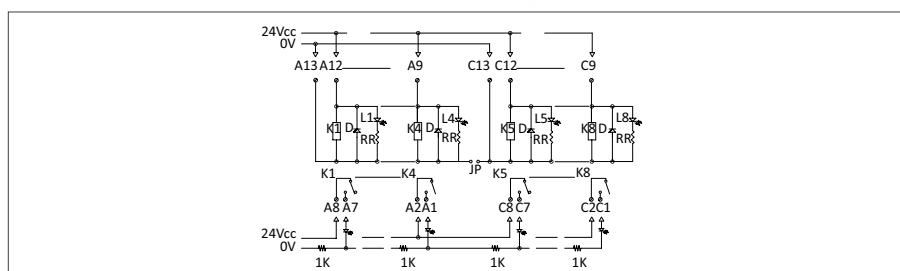 24Vcc
0V
A13 A12 A9 C13 C12 C9
L1 L4 L5 L8
K1 D K4 D K5 D K8 D
RR RR RR RR
JP
K1 K4 K5 K8
A8 A7 A2 A1 C8 C7 C2 C1
24Vcc
0V
1K 1K 1K 1K